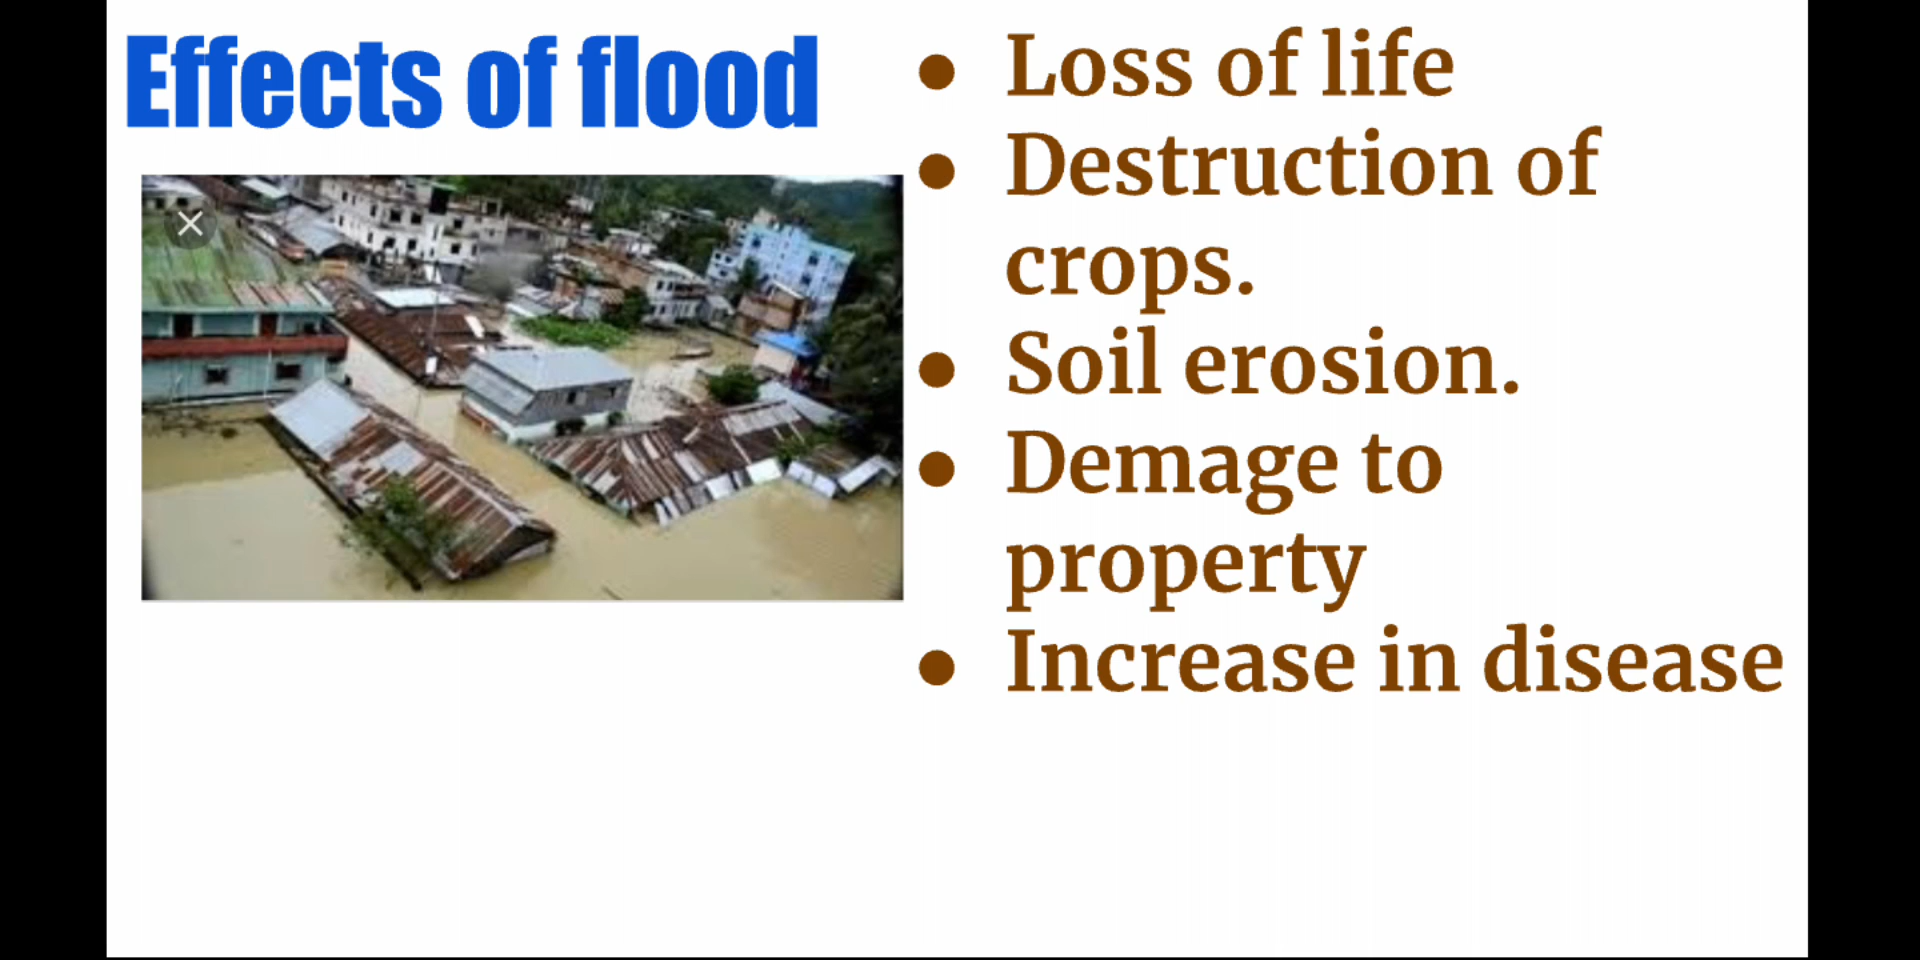 Effects of flood
● Loss of life
● Destruction of
crops.
● Soil erosion.
● Demage to
property
● Increase in disease